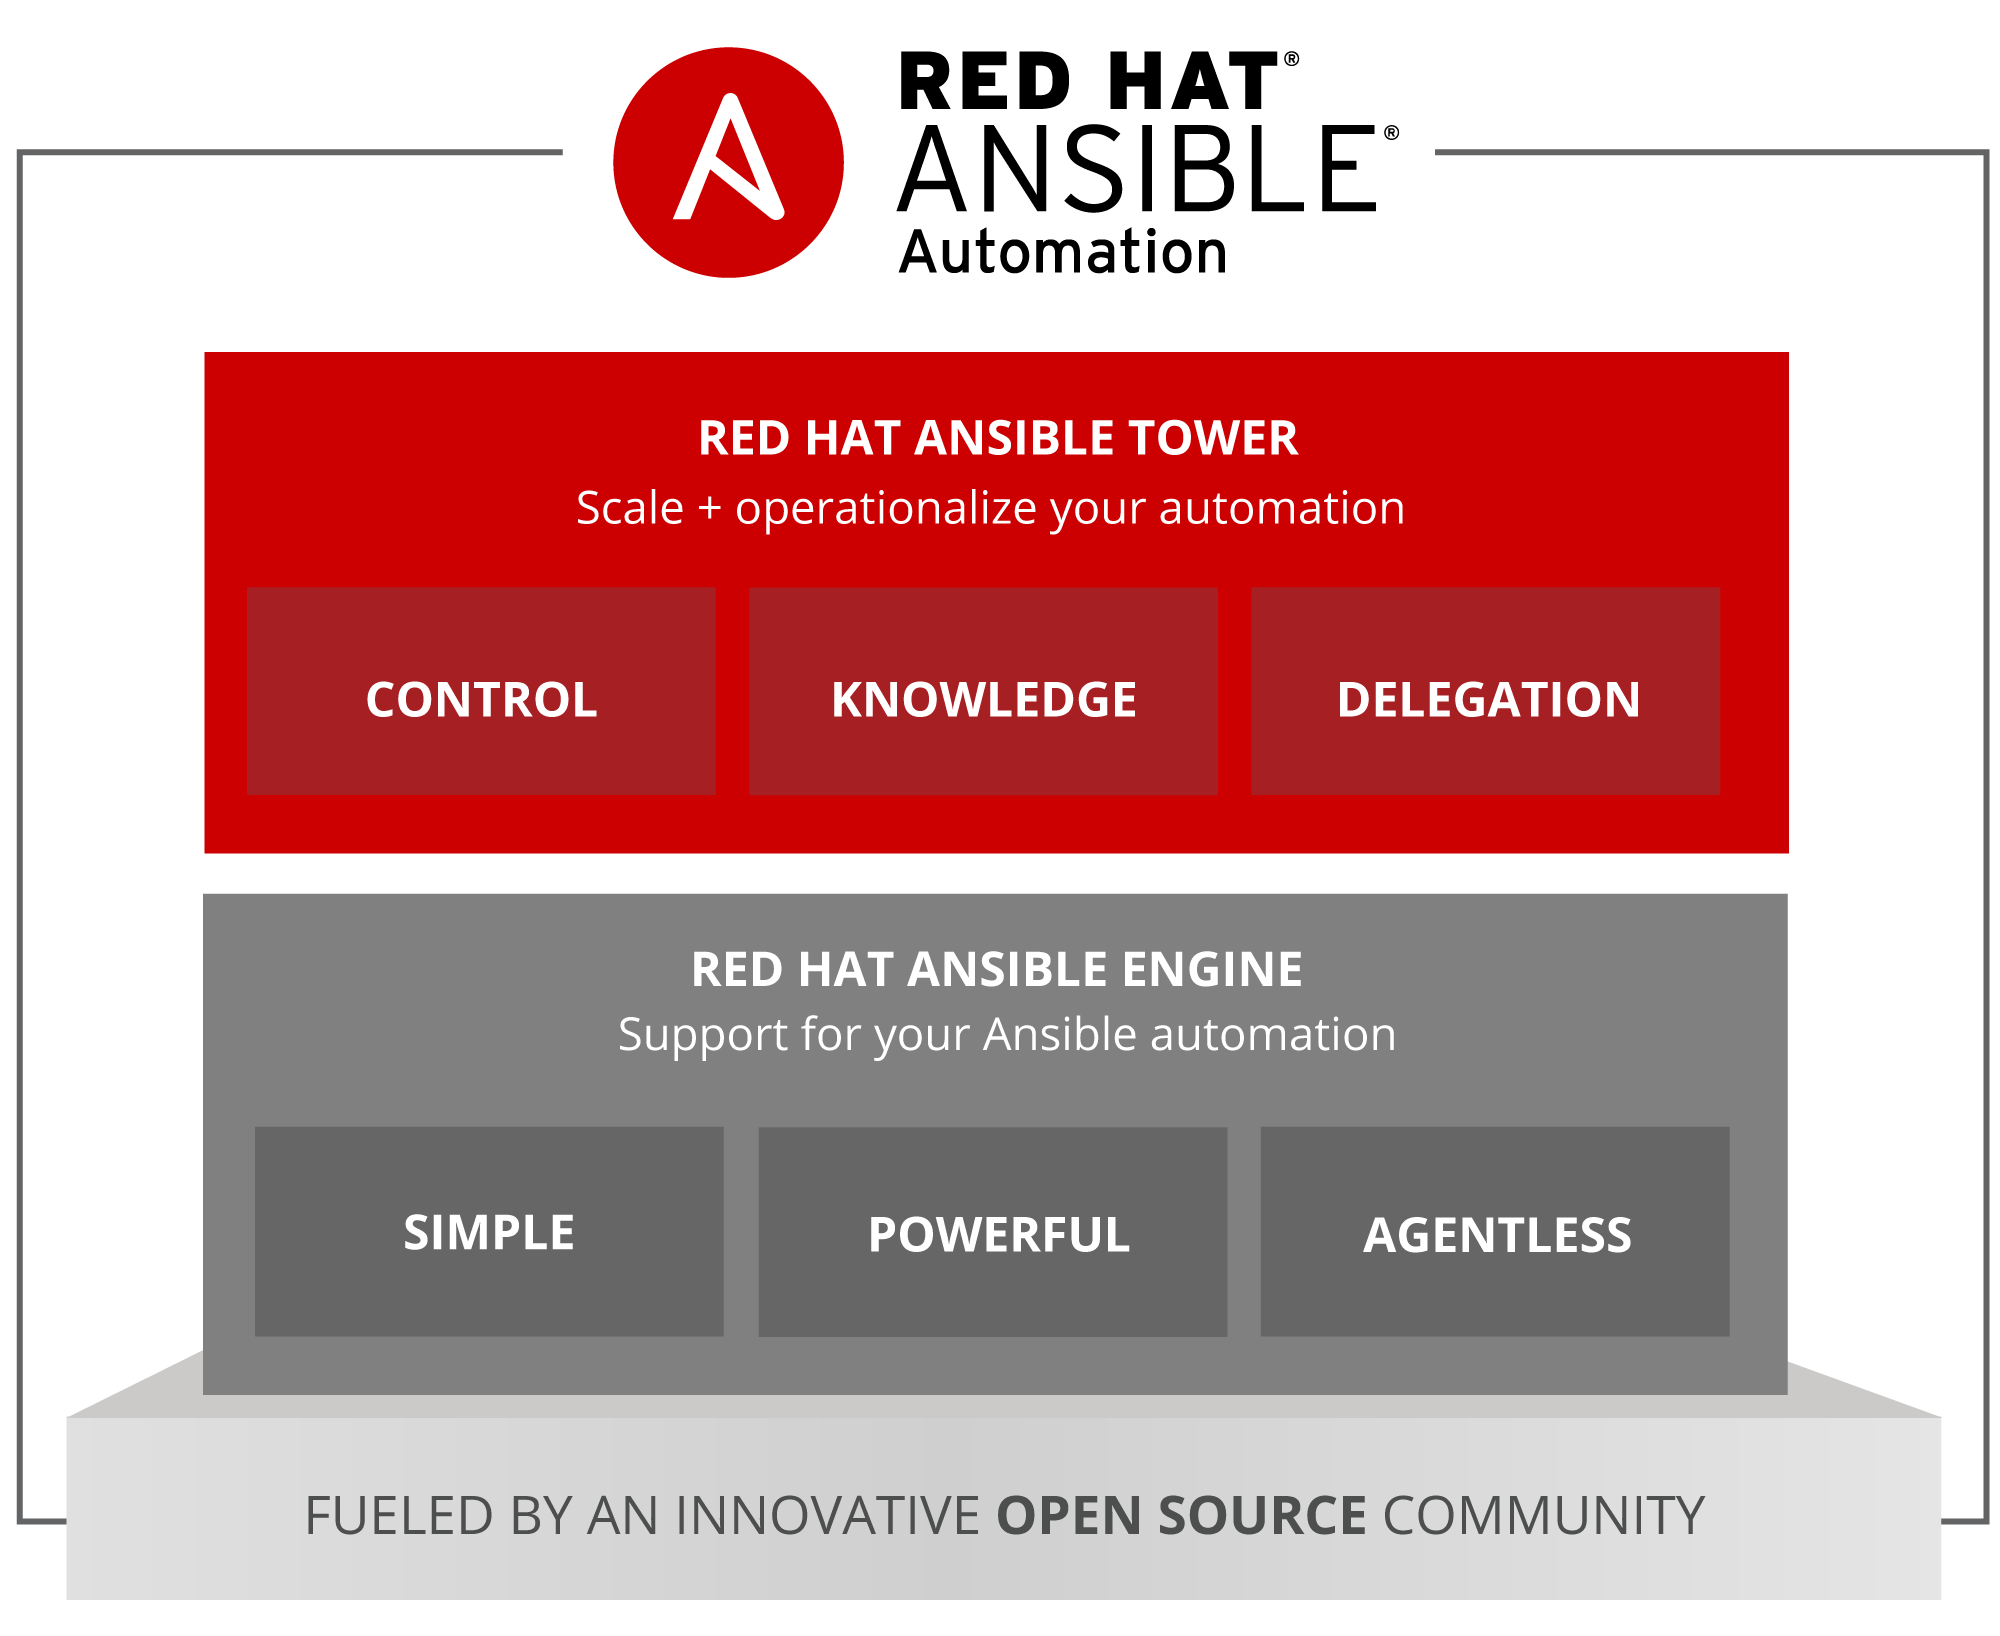 RED HAT®
ANSIBLE®
Automation
RED HAT ANSIBLE TOWER
Scale + operationalize your automation
CONTROL
KNOWLEDGE
DELEGATION
RED HAT ANSIBLE ENGINE
Support for your Ansible automation
SIMPLE
POWERFUL
AGENTLESS
FUELED BY AN INNOVATIVE OPEN SOURCE COMMUNITY